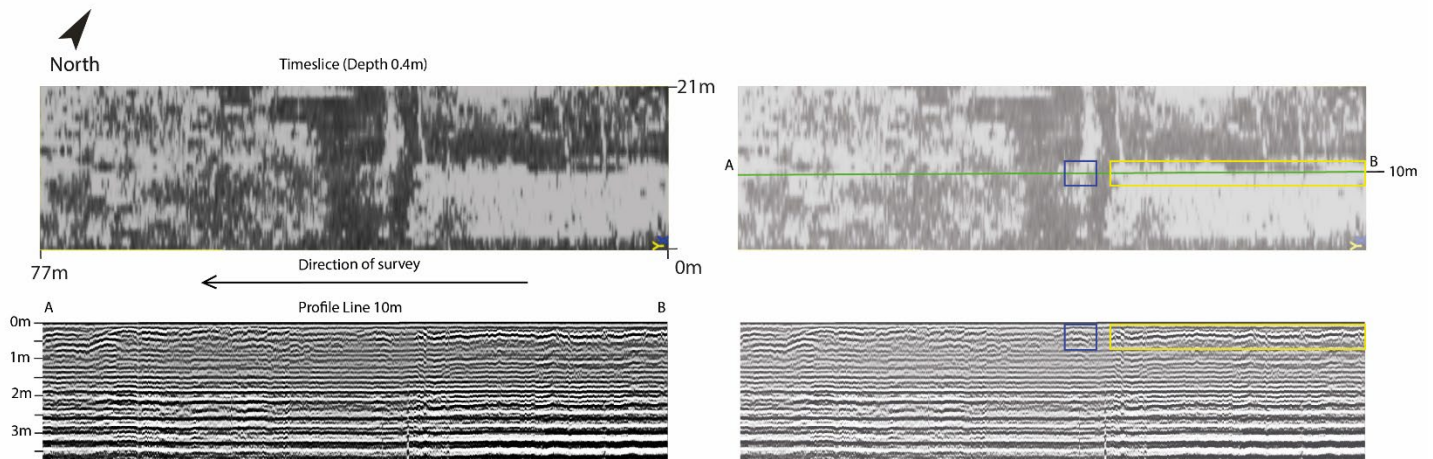 North
Timeslice (Depth 0.4m)
21m
A
B
10m
77m
Direction of survey
0m
A
Profile Line 10m
B
0m
1m
2m
3m